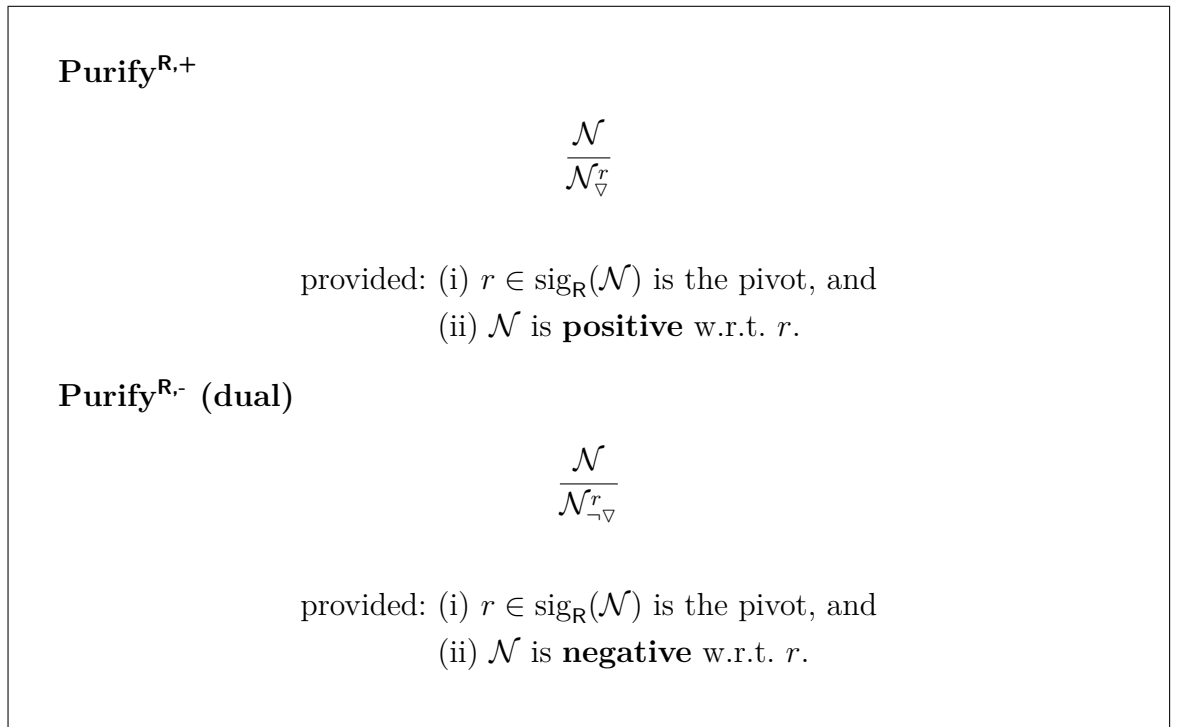 Purify^{R,+}
𝒩
𝒩^r_▽
provided: (i) r ∈ sig_R(𝒩) is the pivot, and
(ii) 𝒩 is positive w.r.t. r.
Purify^{R,-} (dual)
𝒩
𝒩^r_{¬▽}
provided: (i) r ∈ sig_R(𝒩) is the pivot, and
(ii) 𝒩 is negative w.r.t. r.